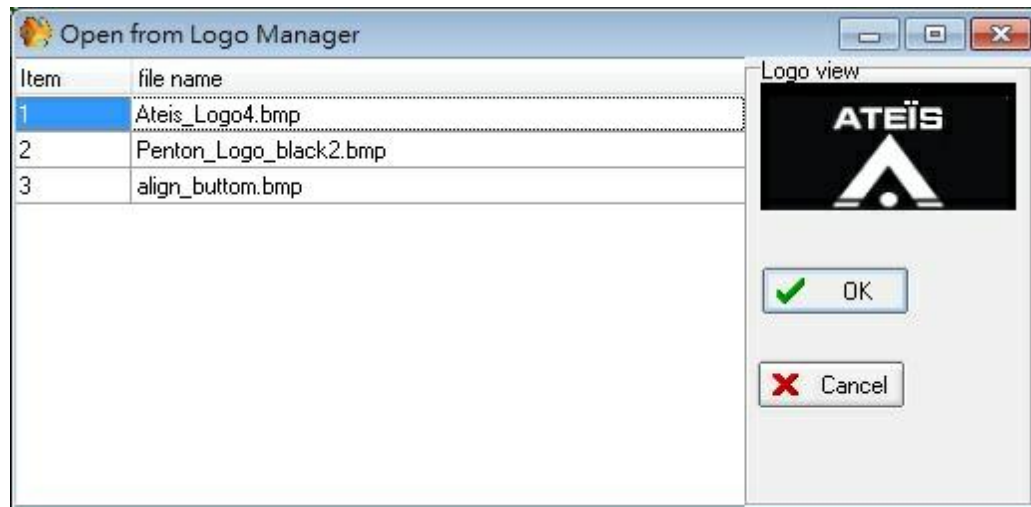 Open from Logo Manager
Item file name
1 Ateis_Logo4.bmp
2 Penton_Logo_black2.bmp
3 align_buttom.bmp
Logo view
ATEÏS
OK
Cancel